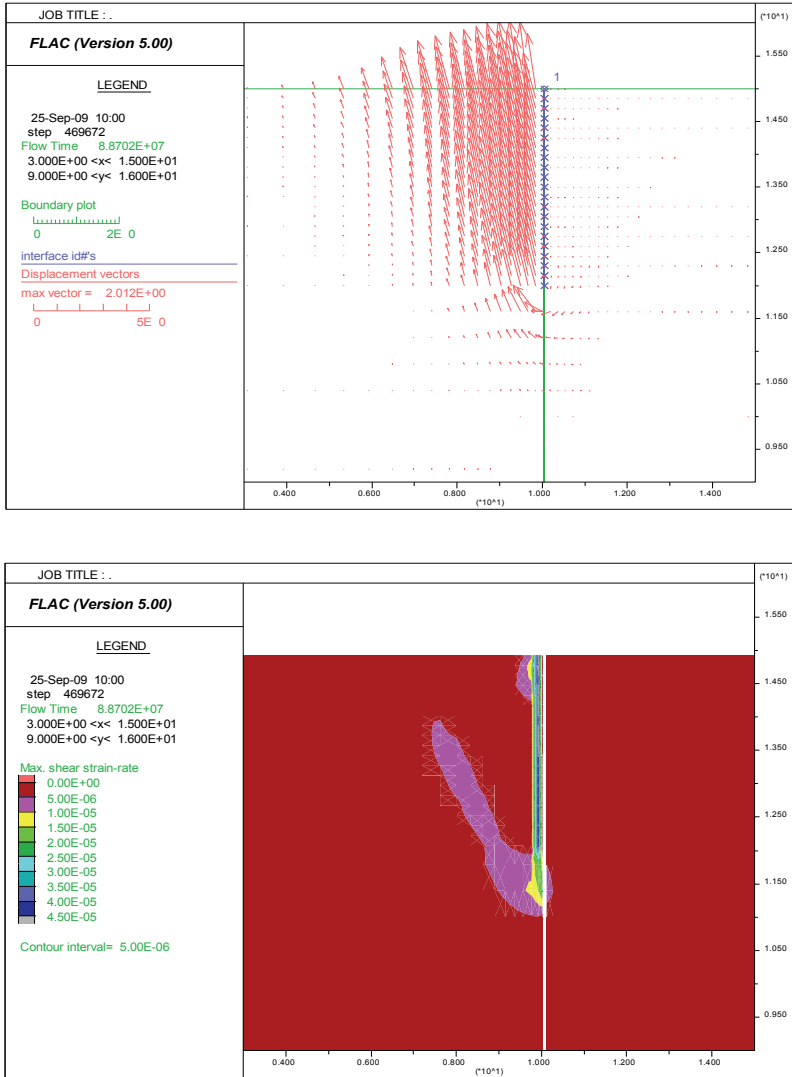 JOB TITLE : .
FLAC (Version 5.00)
LEGEND
25-Sep-09 10:00
step 469672
Flow Time 8.8702E+07
3.000E+00 <x< 1.500E+01
9.000E+00 <y< 1.600E+01
Boundary plot
0 2E 0
interface id#'s
Displacement vectors
max vector = 2.012E+00
0 5E 0
1
(*10^1)
1.550
1.450
1.350
1.250
1.150
1.050
0.950
0.400 0.600 0.800 1.000 1.200 1.400
(*10^1)
JOB TITLE : .
FLAC (Version 5.00)
LEGEND
25-Sep-09 10:00
step 469672
Flow Time 8.8702E+07
3.000E+00 <x< 1.500E+01
9.000E+00 <y< 1.600E+01
Max. shear strain-rate
0.00E+00
5.00E-06
1.00E-05
1.50E-05
2.00E-05
2.50E-05
3.00E-05
3.50E-05
4.00E-05
4.50E-05
Contour interval= 5.00E-06
(*10^1)
1.550
1.450
1.350
1.250
1.150
1.050
0.950
0.400 0.600 0.800 1.000 1.200 1.400
(*10^1)